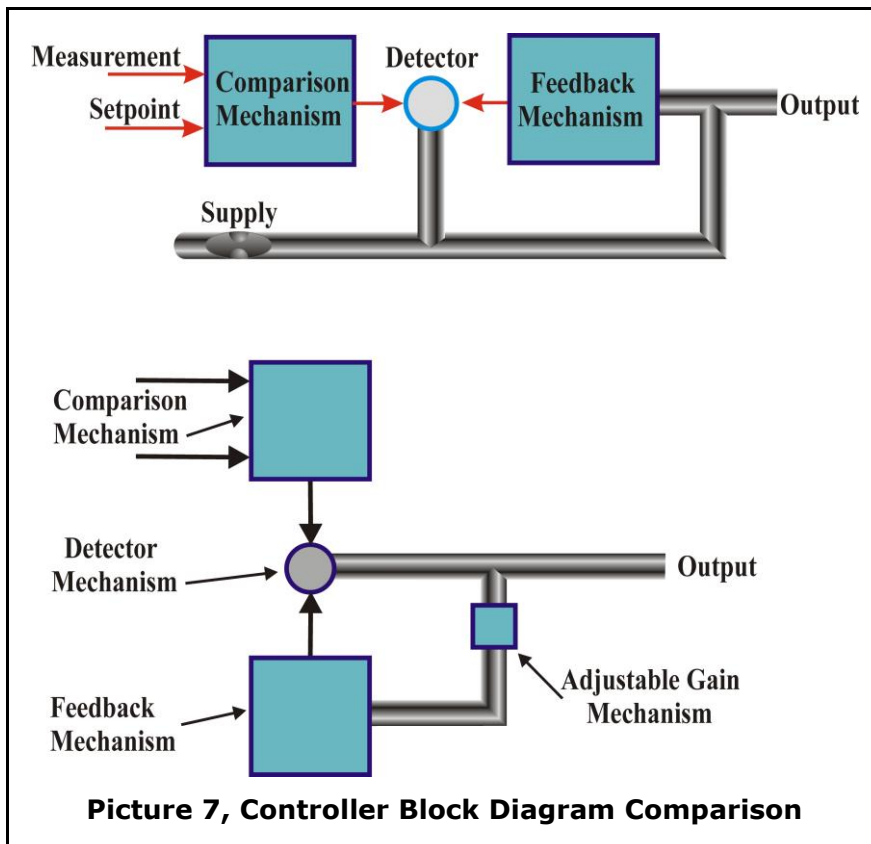 Measurement
Setpoint
Comparison
Mechanism
Detector
Feedback
Mechanism
Output
Supply
Comparison
Mechanism
Detector
Mechanism
Output
Feedback
Mechanism
Adjustable Gain
Mechanism
Picture 7, Controller Block Diagram Comparison